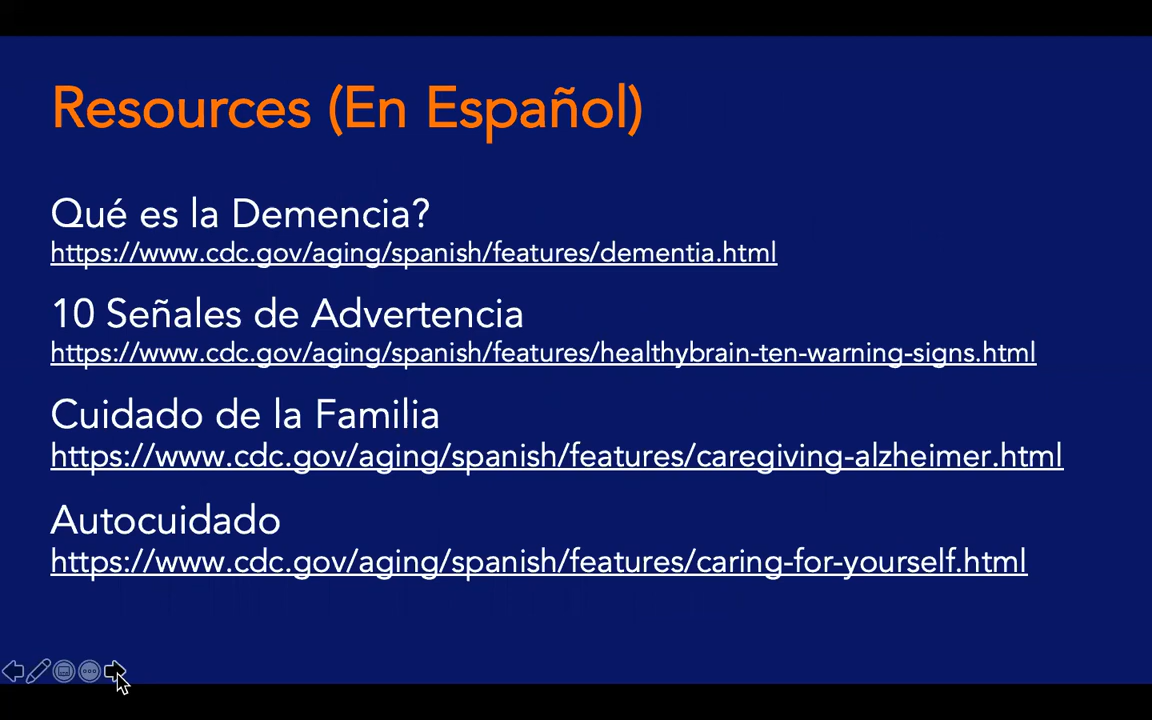 Resources (En Español)
Qué es la Demencia?
https://www.cdc.gov/aging/spanish/features/dementia.html
10 Señales de Advertencia
https://www.cdc.gov/aging/spanish/features/healthybrain-ten-warning-signs.html
Cuidado de la Familia
https://www.cdc.gov/aging/spanish/features/caregiving-alzheimer.html
Autocuidado
https://www.cdc.gov/aging/spanish/features/caring-for-yourself.html